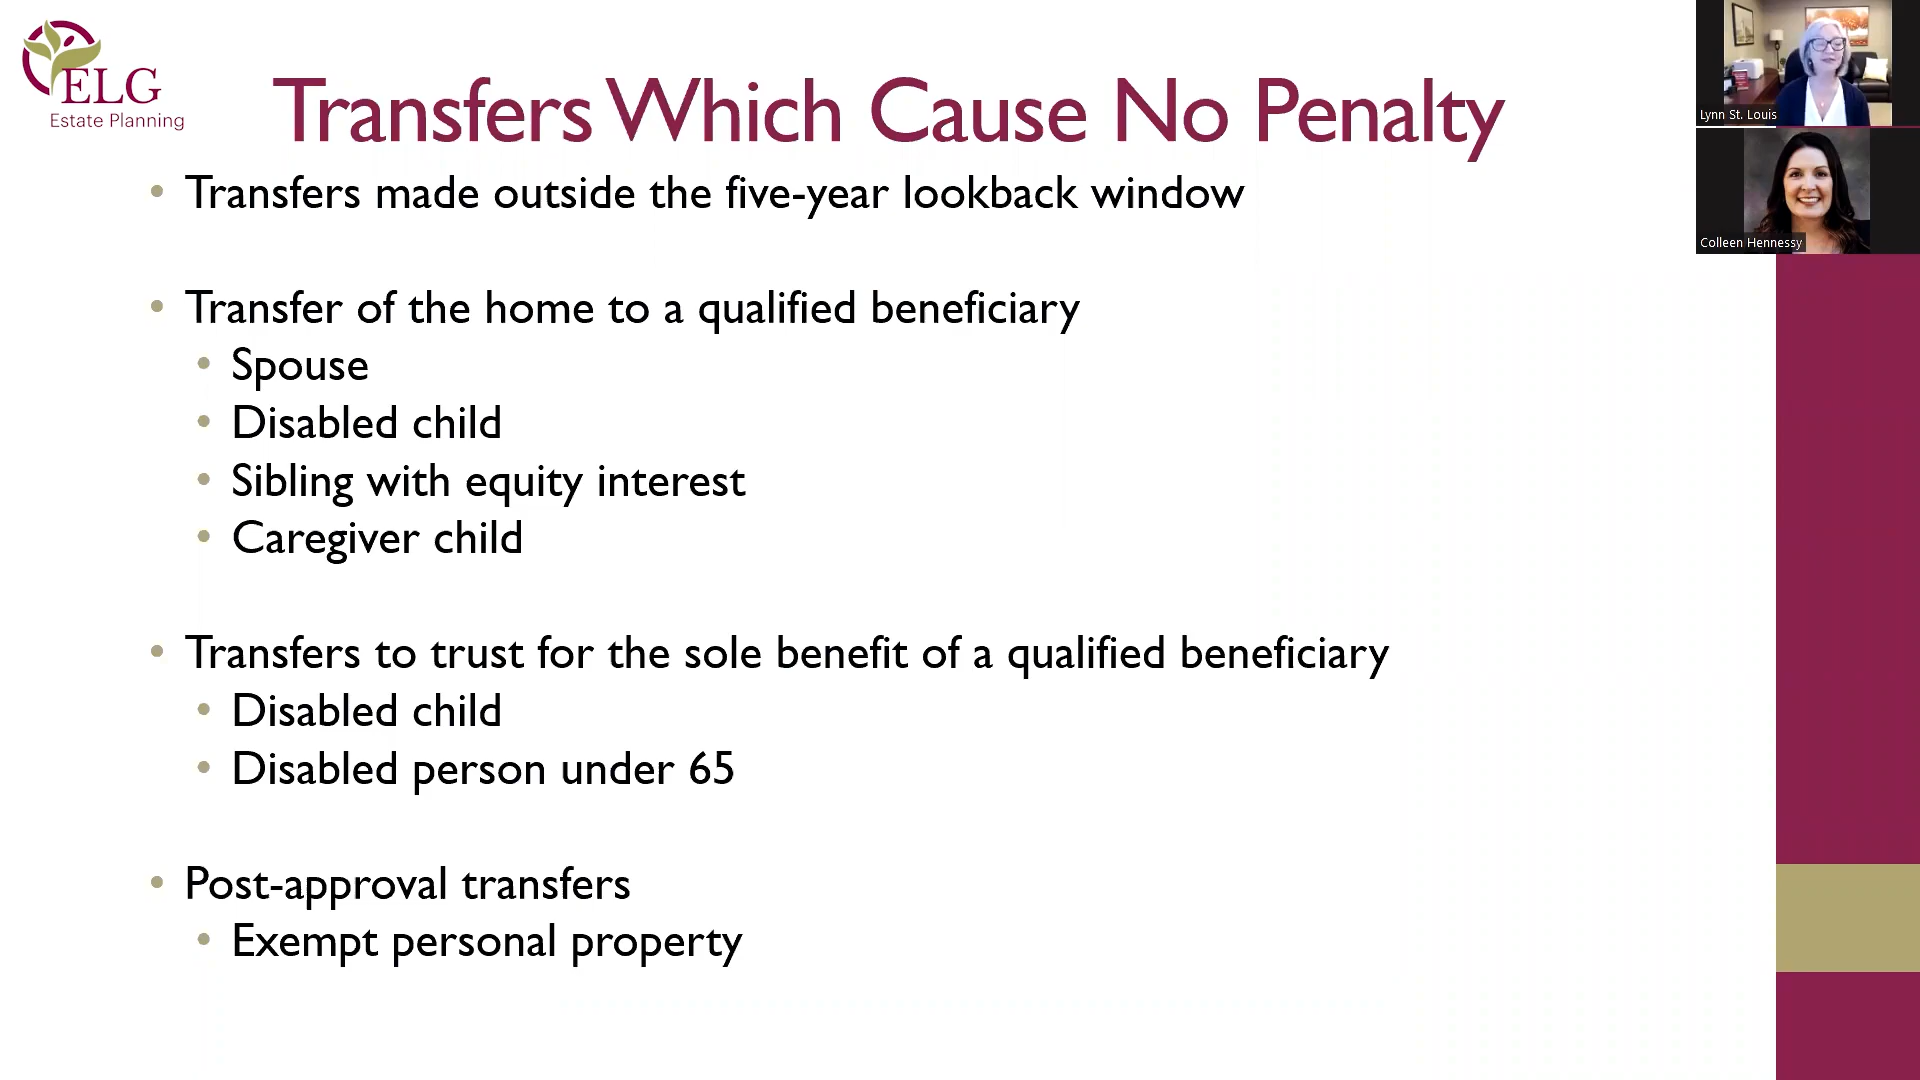 ELG
Estate Planning
Transfers Which Cause No Penalty
• Transfers made outside the five-year lookback window
• Transfer of the home to a qualified beneficiary
• Spouse
• Disabled child
• Sibling with equity interest
• Caregiver child
• Transfers to trust for the sole benefit of a qualified beneficiary
• Disabled child
• Disabled person under 65
• Post-approval transfers
• Exempt personal property
Lynn St. Louis
Colleen Hennessy